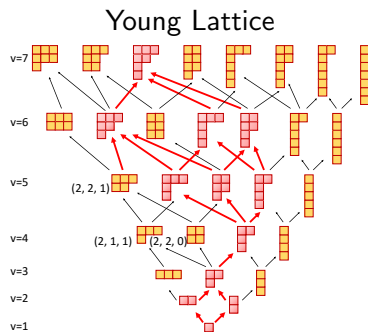 Young Lattice
v=7
v=6
v=5
(2, 2, 1)
v=4
(2, 1, 1)
(2, 2, 0)
v=3
v=2
v=1